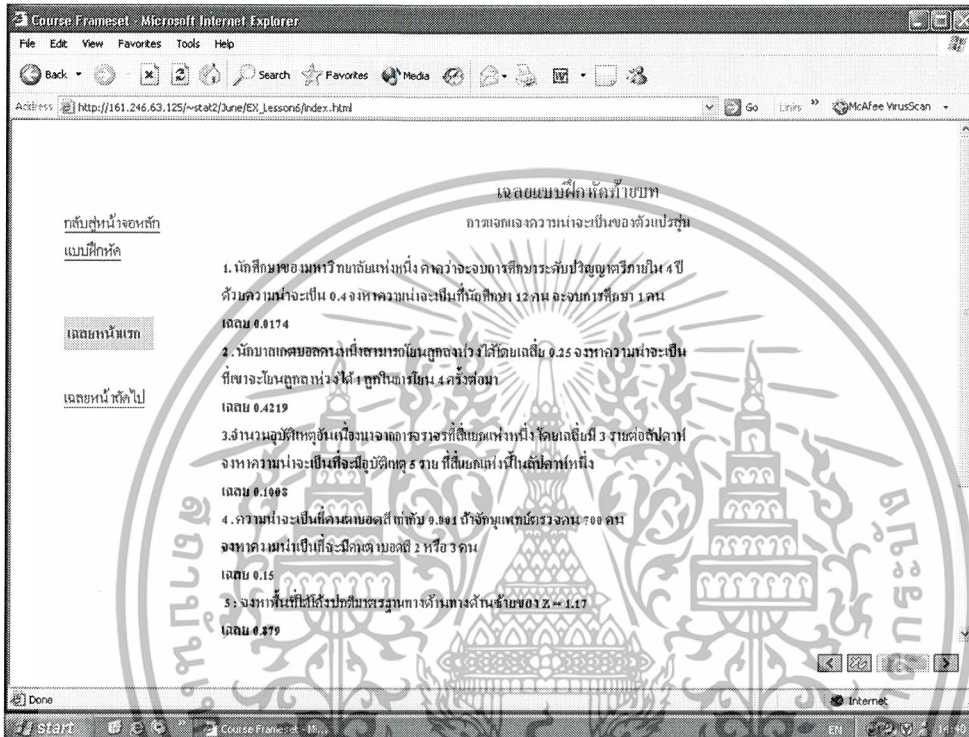 Course Frameset - Microsoft Internet Explorer
File Edit View Favorites Tools Help
Back Search Favorites Media
Address http://161.246.63.125/~stat2/June/EX_Lesson6/index.html Go Links » McAfee VirusScan
เฉลยแบบฝึกหัดท้ายบท
การแจกแจงความน่าจะเป็นของตัวแปรสุ่ม
กลับสู่หน้าจอหลัก
แบบฝึกหัด
เฉลยหน้าแรก
เฉลยหน้าถัดไป
1. นักศึกษาของมหาวิทยาลัยแห่งหนึ่ง คาดว่าจะจบการศึกษาระดับปริญญาตรีภายใน 4 ปี
ด้วยความน่าจะเป็น 0.4 จงหาความน่าจะเป็นที่นักศึกษา 12 คน จะจบการศึกษา 1 คน
เฉลย 0.0174
2. นักบาสเกตบอลคนหนึ่งสามารถโยนลูกลงห่วงได้โดยเฉลี่ย 0.25 จงหาความน่าจะเป็น
ที่เขาจะโยนลูกลงห่วงได้ 1 ลูกในการโยน 4 ครั้งต่อมา
เฉลย 0.4219
3.จำนวนอุบัติเหตุอันเนื่องมาจากการจราจรที่สี่แยกแห่งหนึ่ง โดยเฉลี่ยมี 3 รายต่อสัปดาห์
จงหาความน่าจะเป็นที่จะมีอุบัติเหตุ 5 ราย ที่สี่แยกแห่งนี้ในสัปดาห์หนึ่ง
เฉลย 0.1008
4. ความน่าจะเป็นที่คนตาบอดสีเท่ากับ 0.001 ถ้าจักษุแพทย์ตรวจคน 700 คน
จงหาความน่าเป็นที่จะมีคนตาบอดสี 2 หรือ 3 คน
เฉลย 0.15
5 : จงหาพื้นที่ใต้โค้งปกติมาตรฐานทางด้านทางด้านซ้ายของ Z = 1.17
เฉลย 0.879
Done Internet
start Course Frameset - M... EN 14:40